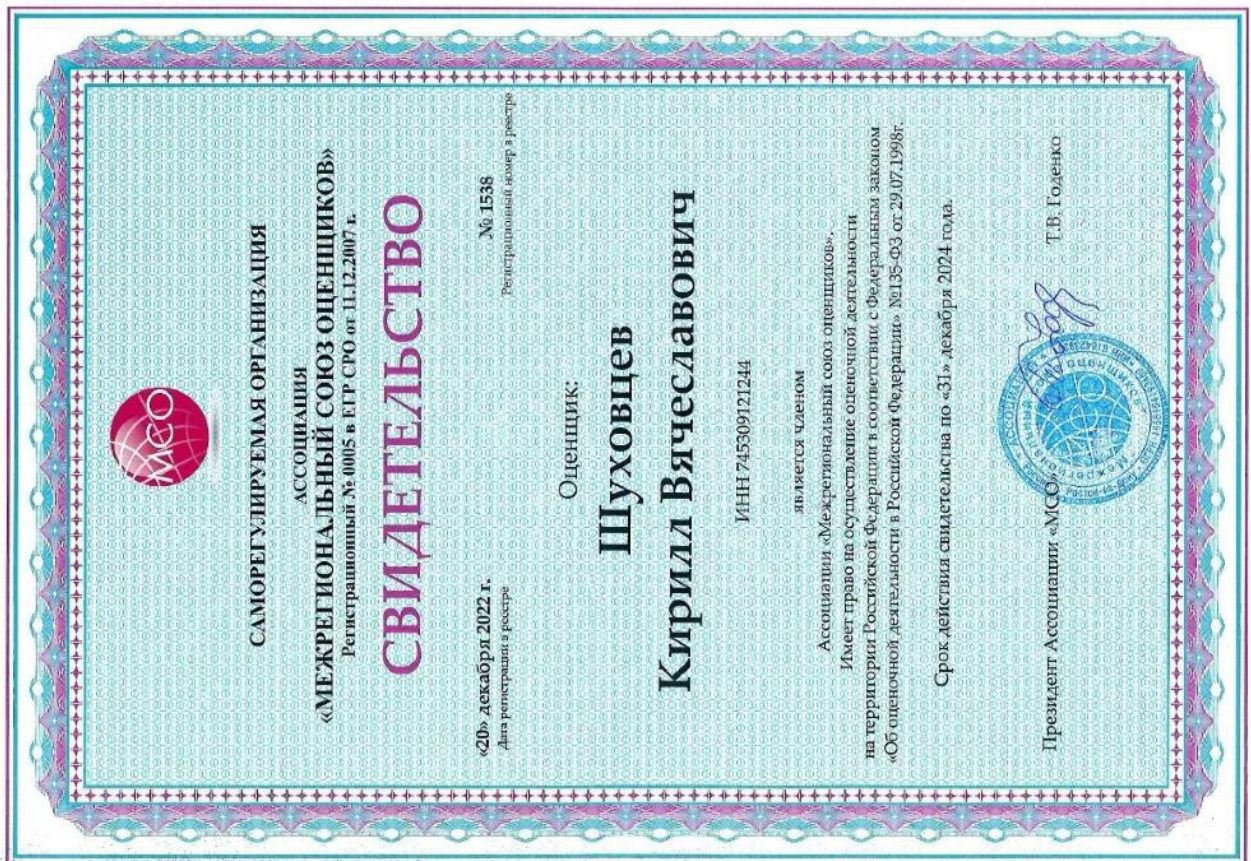 МСО
САМОРЕГУЛИРУЕМАЯ ОРГАНИЗАЦИЯ
АССОЦИАЦИЯ
«МЕЖРЕГИОНАЛЬНЫЙ СОЮЗ ОЦЕНЩИКОВ»
Регистрационный № 0005 в ЕГР СРО от 11.12.2007 г.
СВИДЕТЕЛЬСТВО
«20» декабря 2022 г. № 1538
Дата регистрации в реестре Регистрационный номер в реестре
Оценщик:
Шуховцев
Кирилл Вячеславович
ИНН 745309121244
является членом
Ассоциации «Межрегиональный союз оценщиков».
Имеет право на осуществление оценочной деятельности
на территории Российской Федерации в соответствии с Федеральным законом
«Об оценочной деятельности в Российской Федерации» №135-ФЗ от 29.07.1998г.
Срок действия свидетельства по «31» декабря 2024 года.
Президент Ассоциации «МСО» Т.В. Годенко